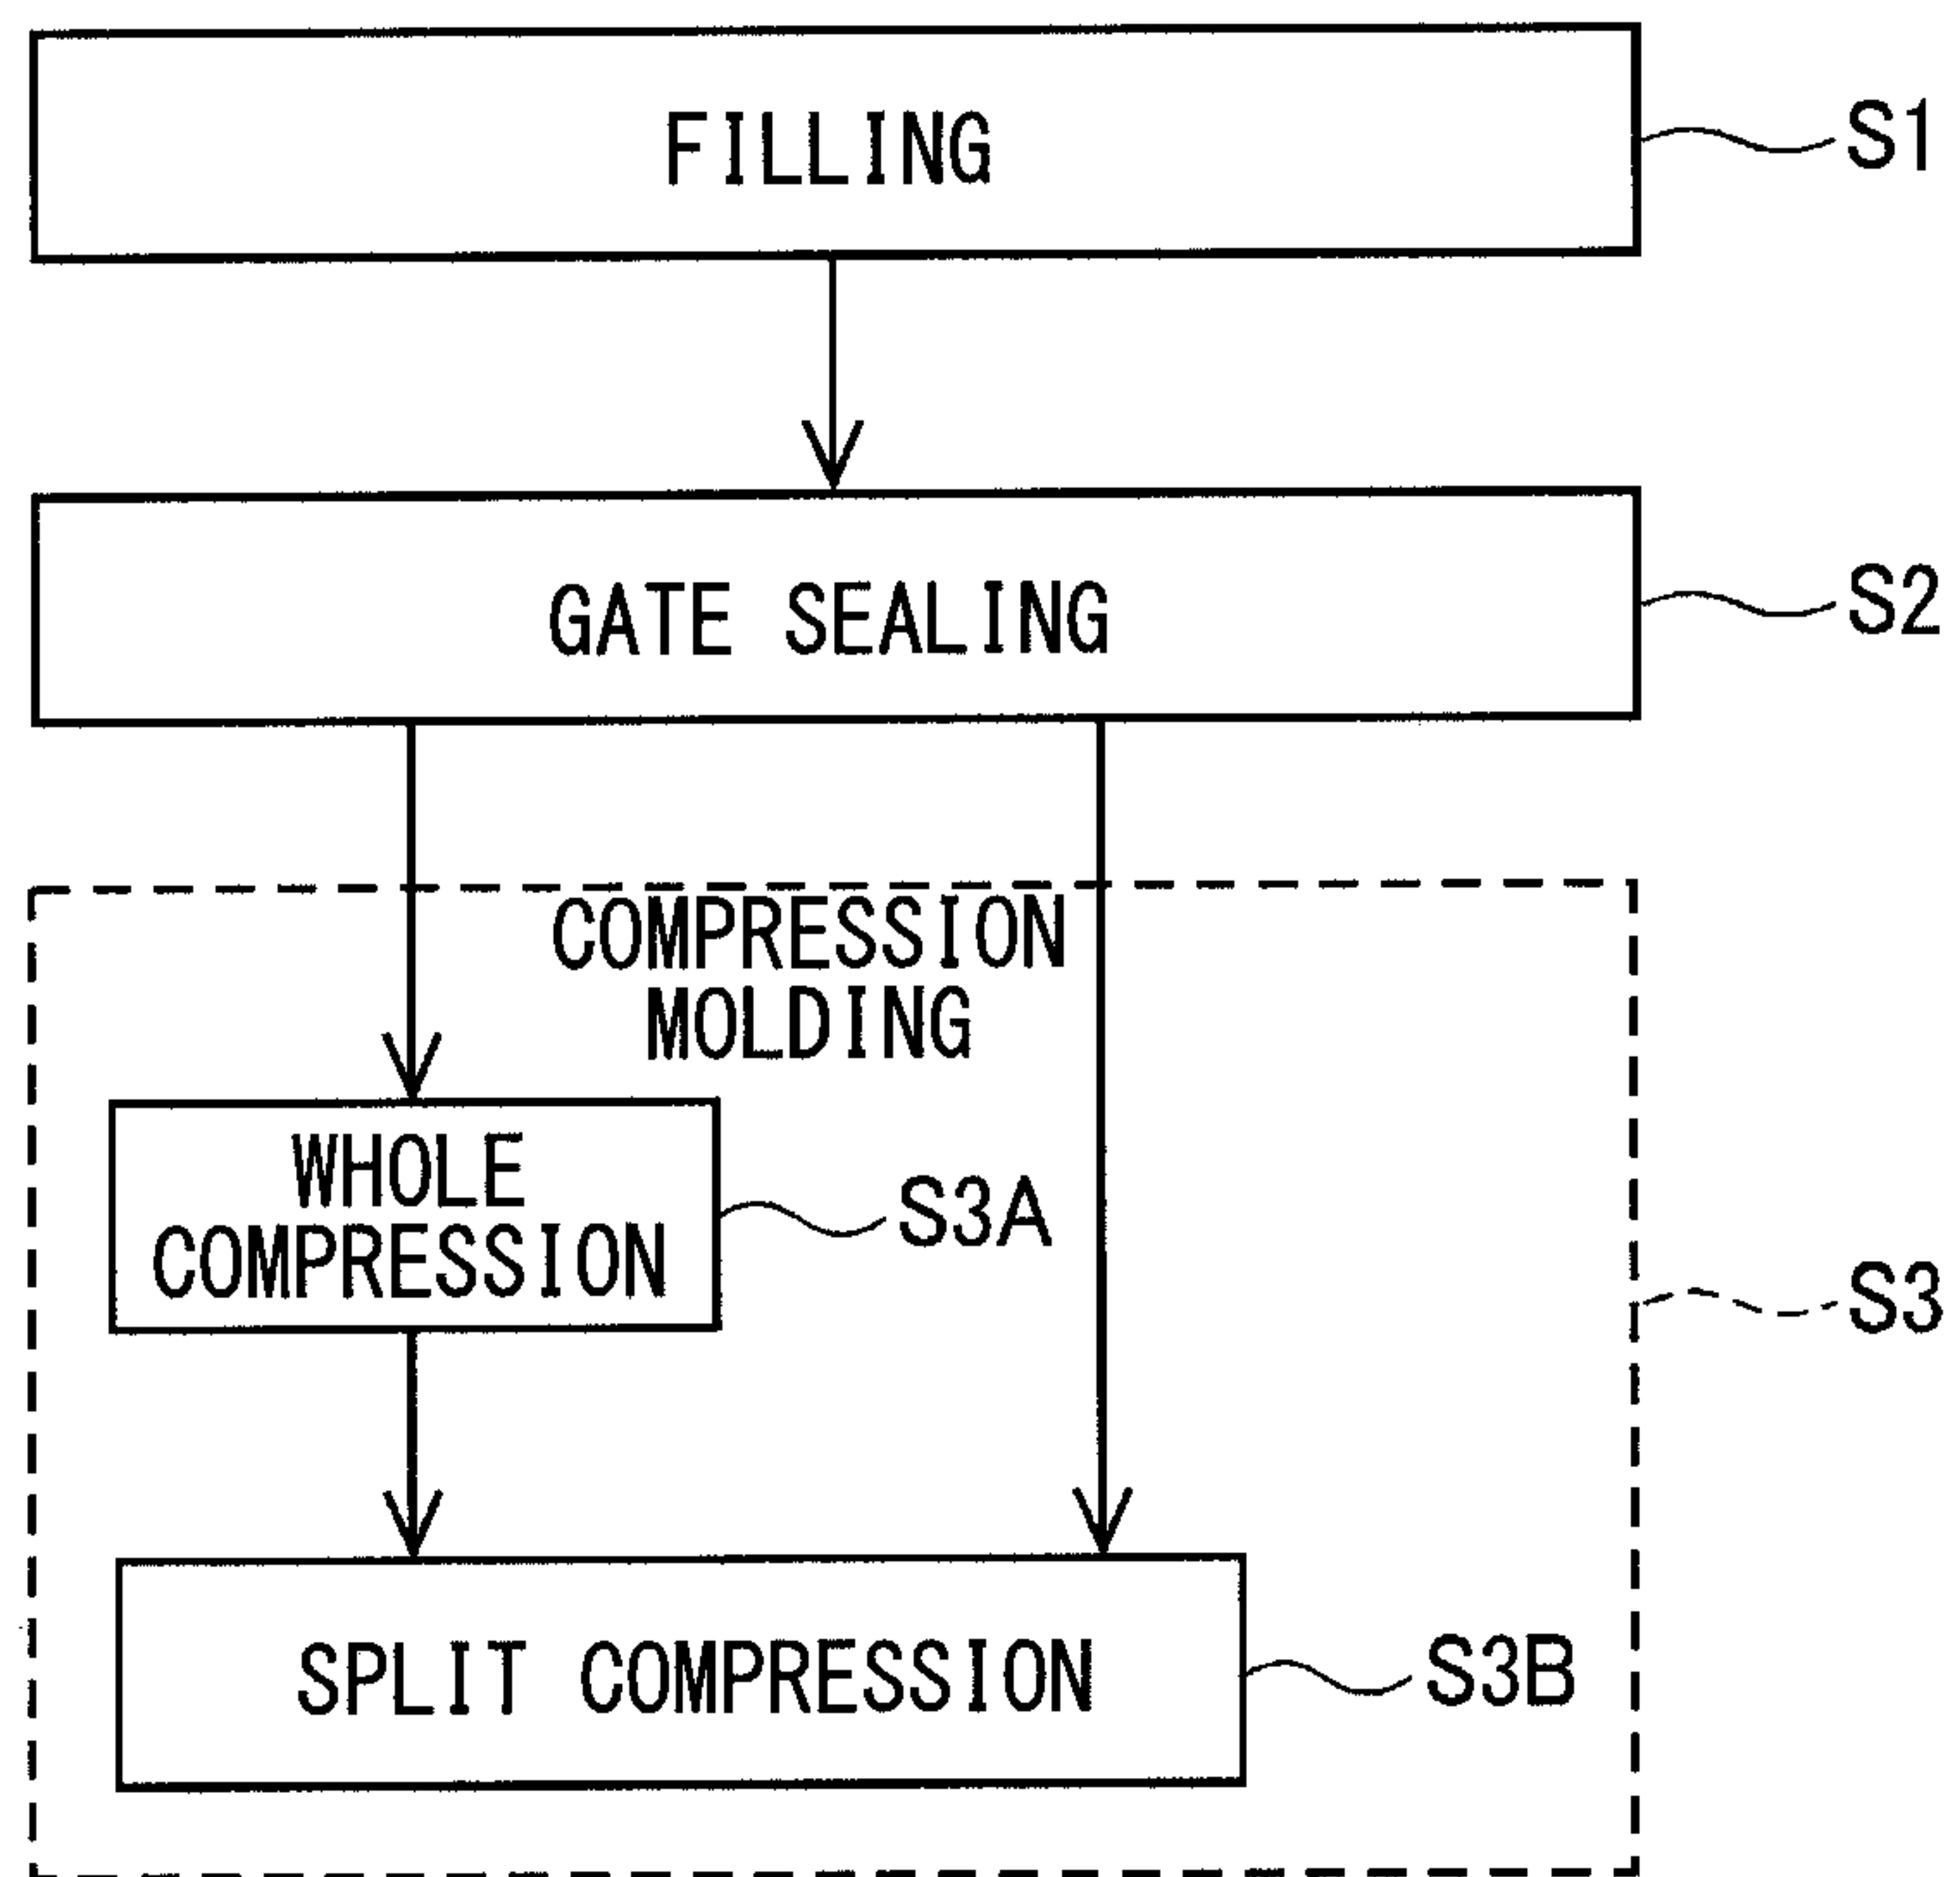 FILLING
S1
GATE SEALING
S2
COMPRESSION
MOLDING
WHOLE
COMPRESSION
S3A
S3
SPLIT COMPRESSION
S3B